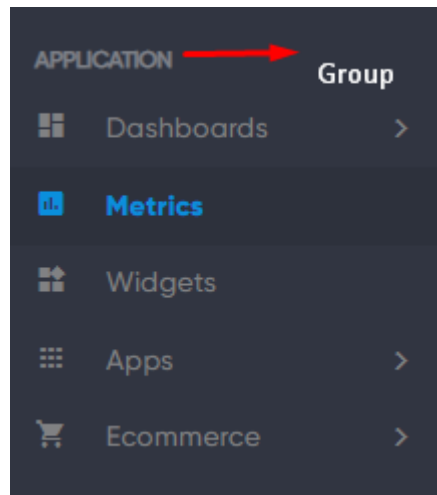 APPLICATION
Group
Dashboards
Metrics
Widgets
Apps
Ecommerce